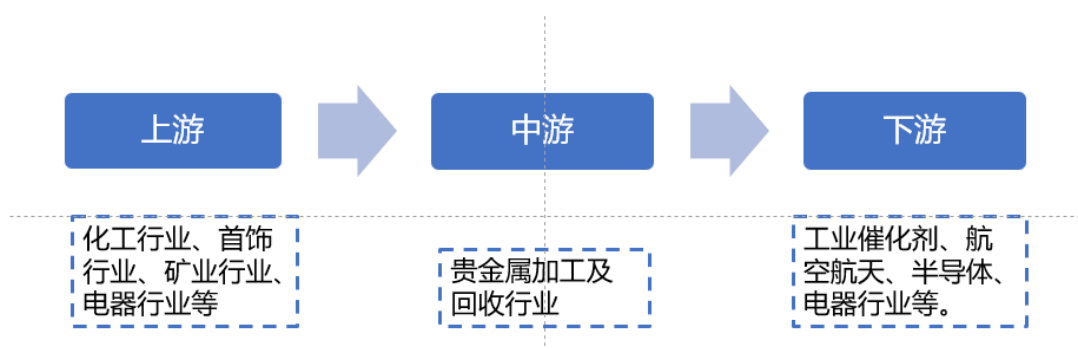 上游
中游
下游
化工行业、首饰
行业、矿业行业、
电器行业等
贵金属加工及
回收行业
工业催化剂、航
空航天、半导体、
电器行业等。